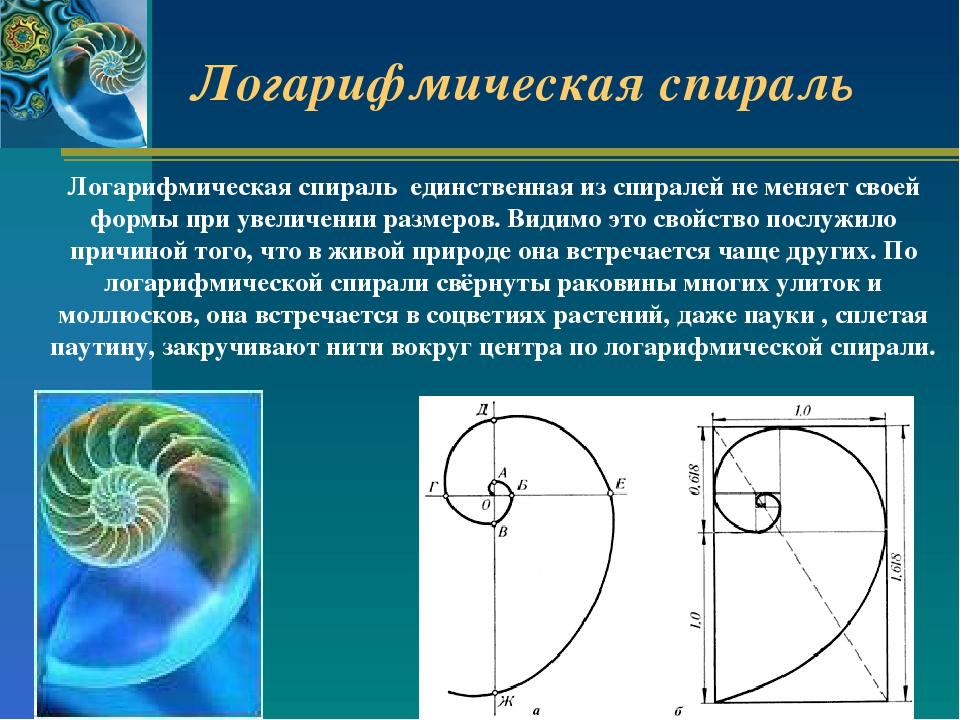 Логарифмическая спираль
Логарифмическая спираль единственная из спиралей не меняет своей
формы при увеличении размеров. Видимо это свойство послужило
причиной того, что в живой природе она встречается чаще других. По
логарифмической спирали свёрнуты раковины многих улиток и
моллюсков, она встречается в соцветиях растений, даже пауки , сплетая
паутину, закручивают нити вокруг центра по логарифмической спирали.
Д
А
Г
Б
Е
О
В
Ж
а
1.0
0.618
1.618
1.0
б